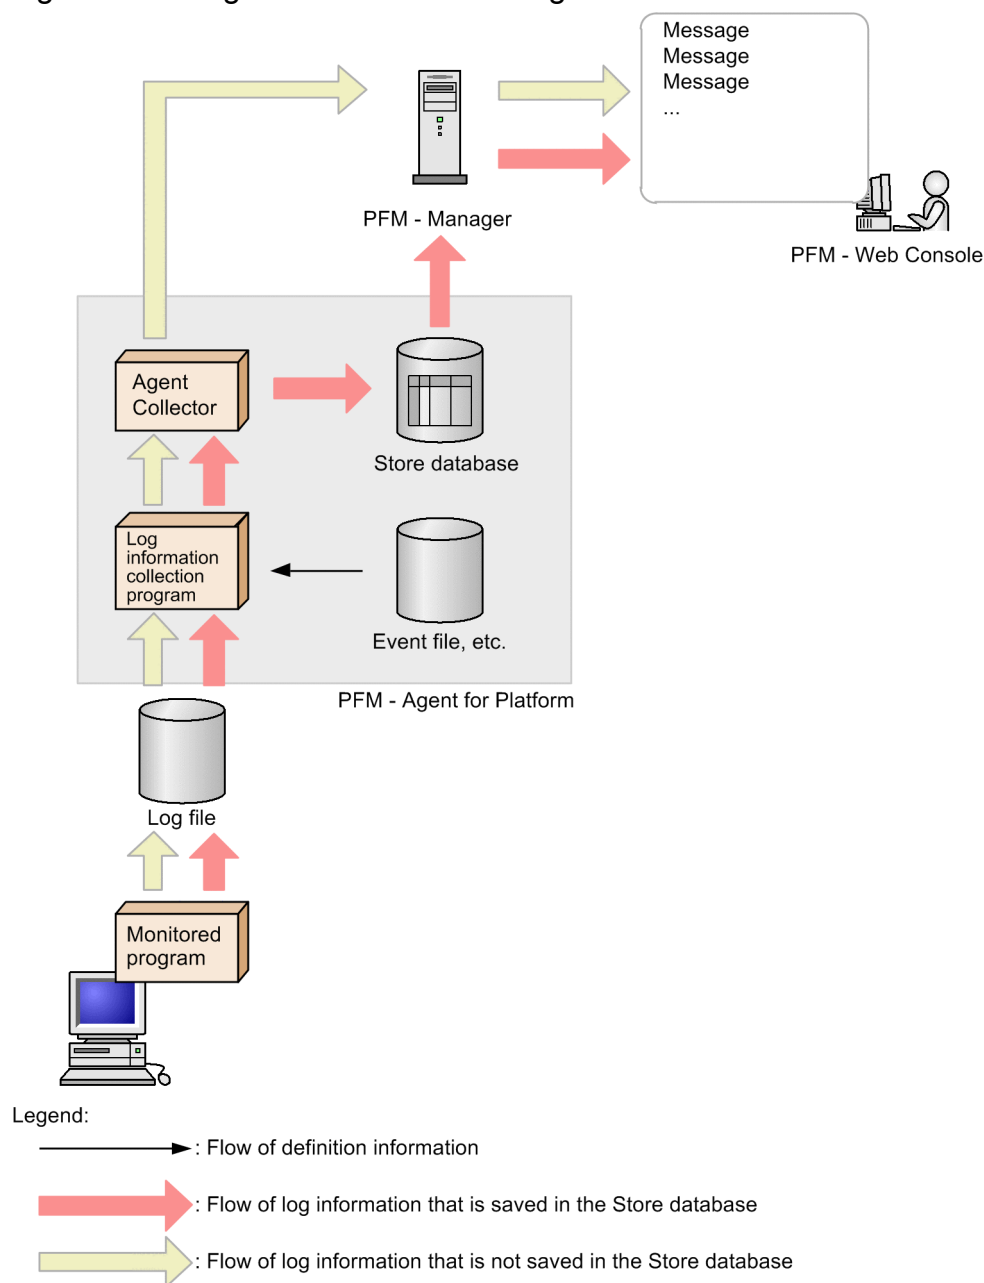 Message
Message
Message
...
PFM - Manager
PFM - Web Console
Agent
Collector
Store database
Log
information
collection
program
Event file, etc.
PFM - Agent for Platform
Log file
Monitored
program
Legend:
: Flow of definition information
: Flow of log information that is saved in the Store database
: Flow of log information that is not saved in the Store database